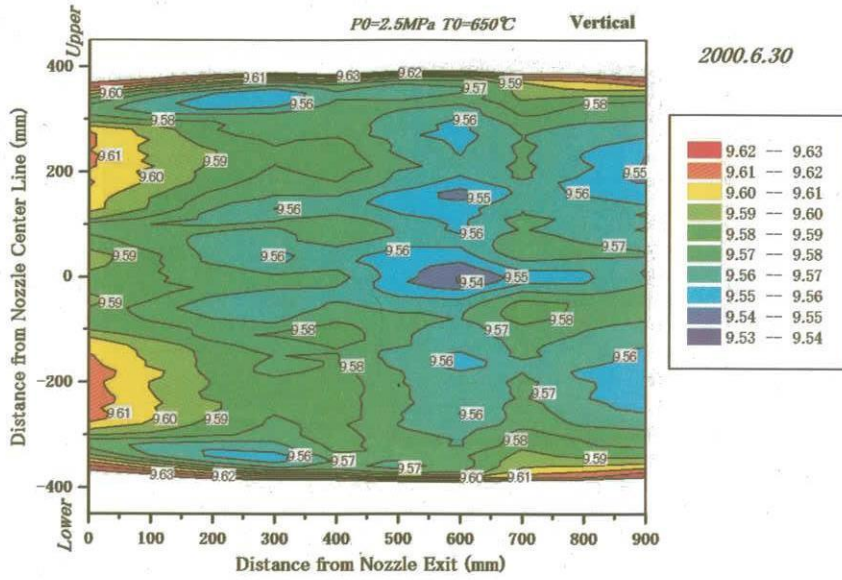 P0=2.5MPa T0=650℃ Vertical
2000.6.30
Upper
Distance from Nozzle Center Line (mm)
Lower
400
200
0
-200
-400
9.61 9.63 9.62 9.59
9.60 9.57
9.56 9.58
9.58 9.56
9.61 9.60 9.59 9.55
9.56 9.55 9.56
9.56
9.59 9.56 9.56 9.57
9.54 9.55
9.59
9.58 9.57 9.58
9.58 9.56 9.56
9.57
9.61 9.60 9.59 9.56
9.58
9.56 9.57 9.57 9.59
9.63 9.62 9.60 9.61
0 100 200 300 400 500 600 700 800 900
Distance from Nozzle Exit (mm)
9.62 --- 9.63
9.61 --- 9.62
9.60 --- 9.61
9.59 --- 9.60
9.58 --- 9.59
9.57 --- 9.58
9.56 --- 9.57
9.55 --- 9.56
9.54 --- 9.55
9.53 --- 9.54